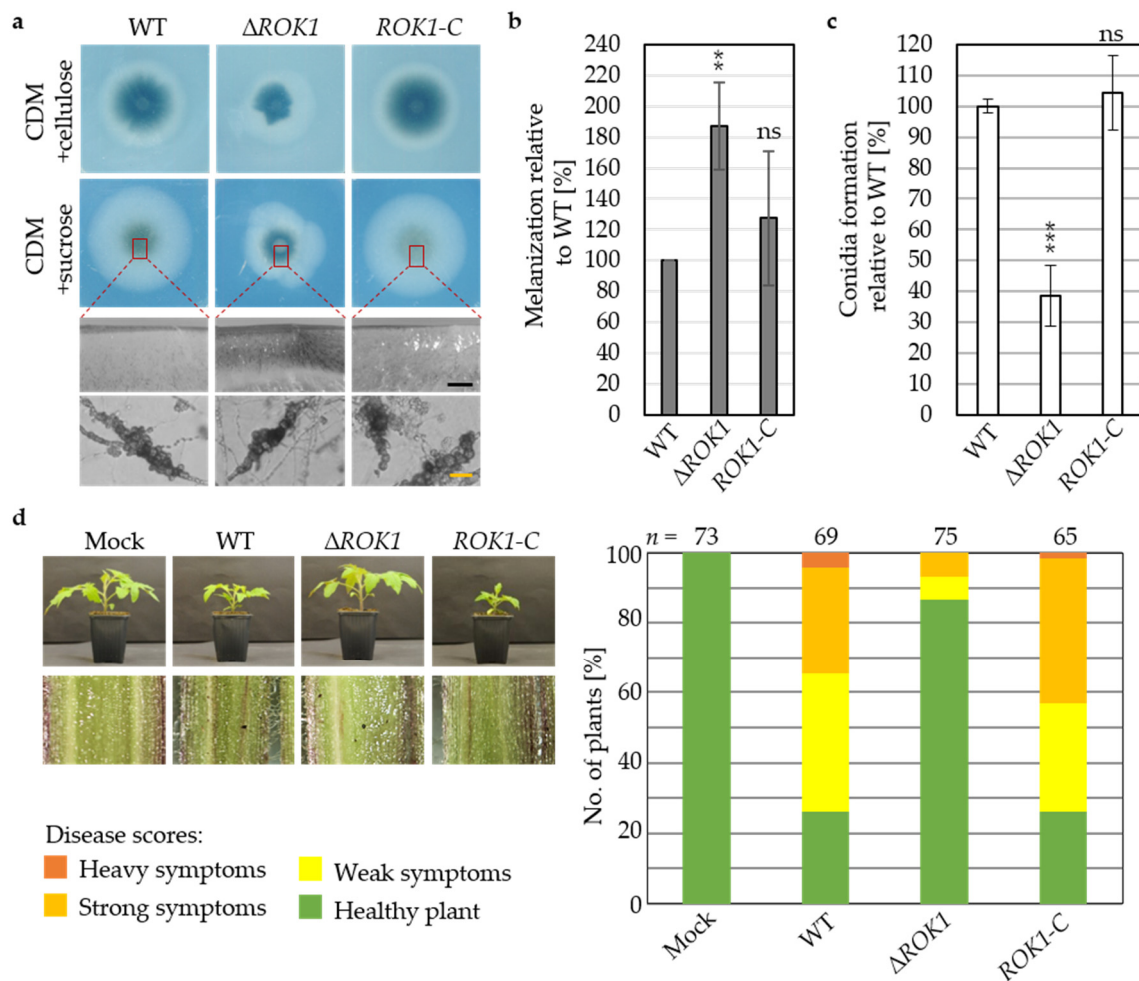 a
WT
ΔROK1
ROK1-C
CDM
+cellulose
CDM
+sucrose
b
Melanization relative
to WT [%]
240
220
200
180
160
140
120
100
80
60
40
20
0
**
ns
WT
ΔROK1
ROK1-C
c
Conidia formation
relative to WT [%]
120
110
100
90
80
70
60
50
40
30
20
10
0
***
ns
WT
ΔROK1
ROK1-C
d
Mock
WT
ΔROK1
ROK1-C
Disease scores:
Heavy symptoms
Strong symptoms
Weak symptoms
Healthy plant
n = 73 69 75 65
No. of plants [%]
100
80
60
40
20
0
Mock
WT
ΔROK1
ROK1-C